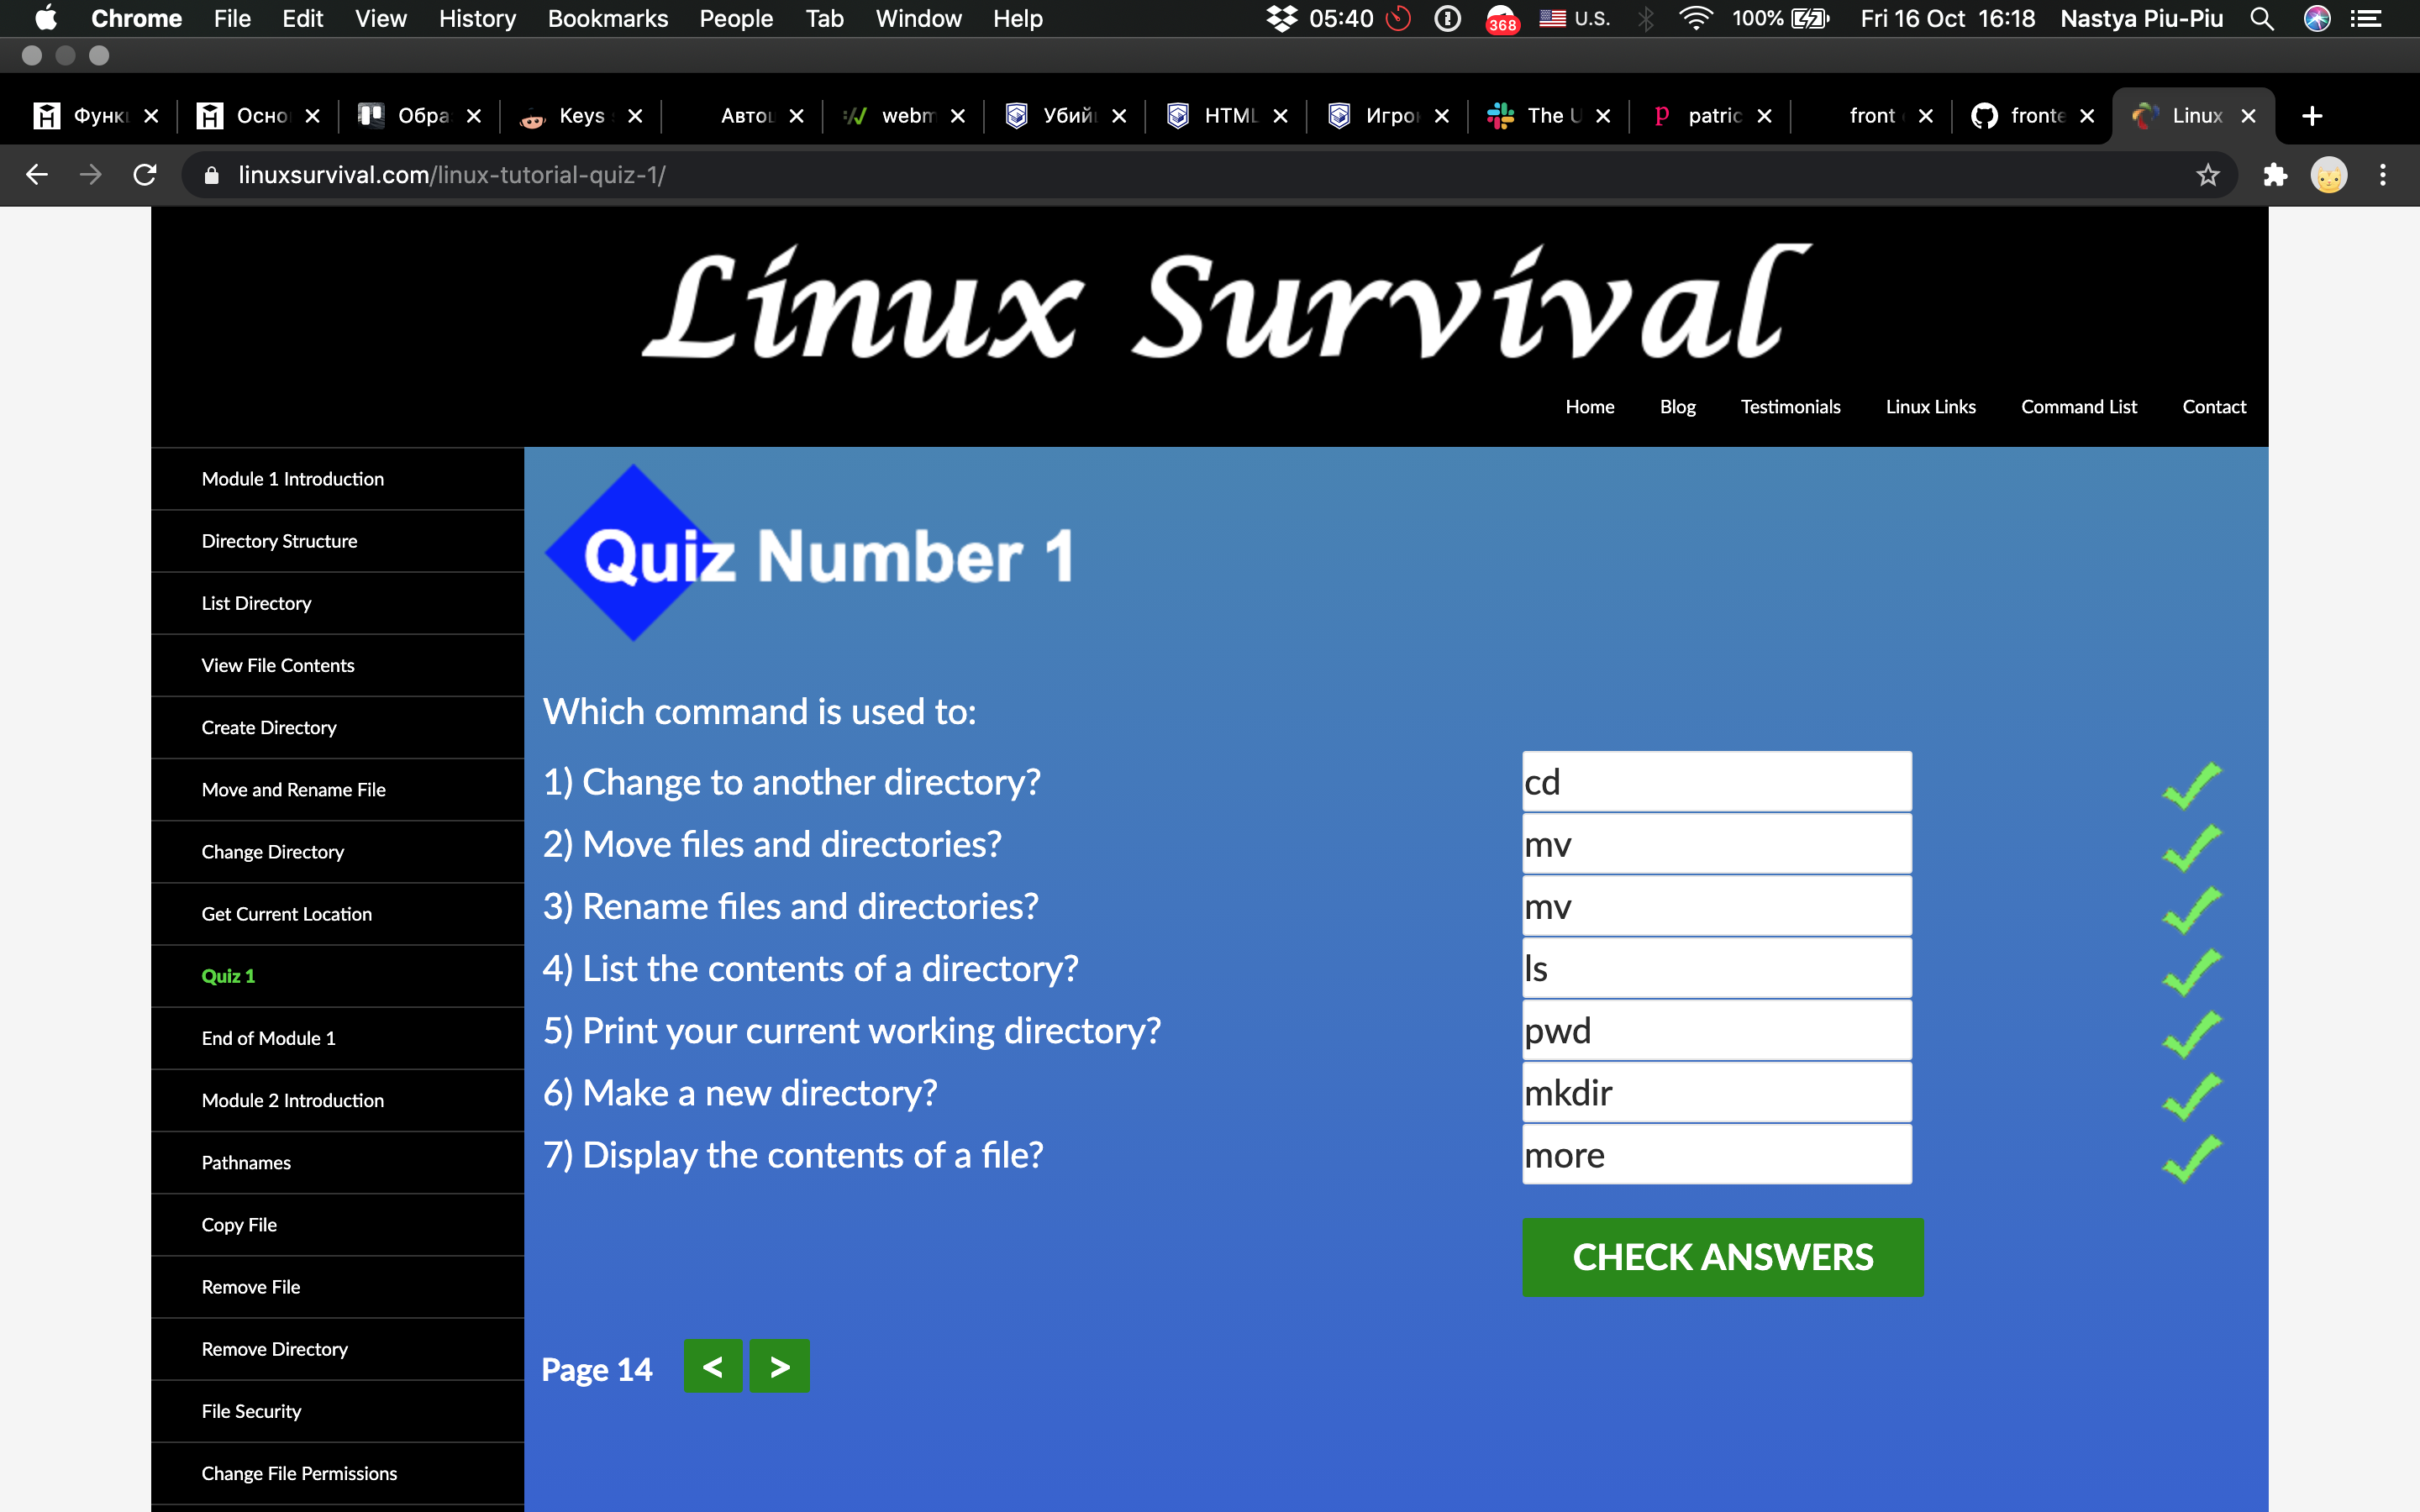 Chrome File Edit View History Bookmarks People Tab Window Help 05:40 368 U.S. 100% Fri 16 Oct 16:18 Nastya Piu-Piu
Функц Осно Обра Keys Автош webm Убий HTML Игро The U patric front fronte Linux
linuxsurvival.com/linux-tutorial-quiz-1/
Linux Survival
Home Blog Testimonials Linux Links Command List Contact
Module 1 Introduction
Directory Structure
List Directory
View File Contents
Create Directory
Move and Rename File
Change Directory
Get Current Location
Quiz 1
End of Module 1
Module 2 Introduction
Pathnames
Copy File
Remove File
Remove Directory
File Security
Change File Permissions
Quiz Number 1
Which command is used to:
1) Change to another directory? cd
2) Move files and directories? mv
3) Rename files and directories? mv
4) List the contents of a directory? ls
5) Print your current working directory? pwd
6) Make a new directory? mkdir
7) Display the contents of a file? more
CHECK ANSWERS
Page 14 < >